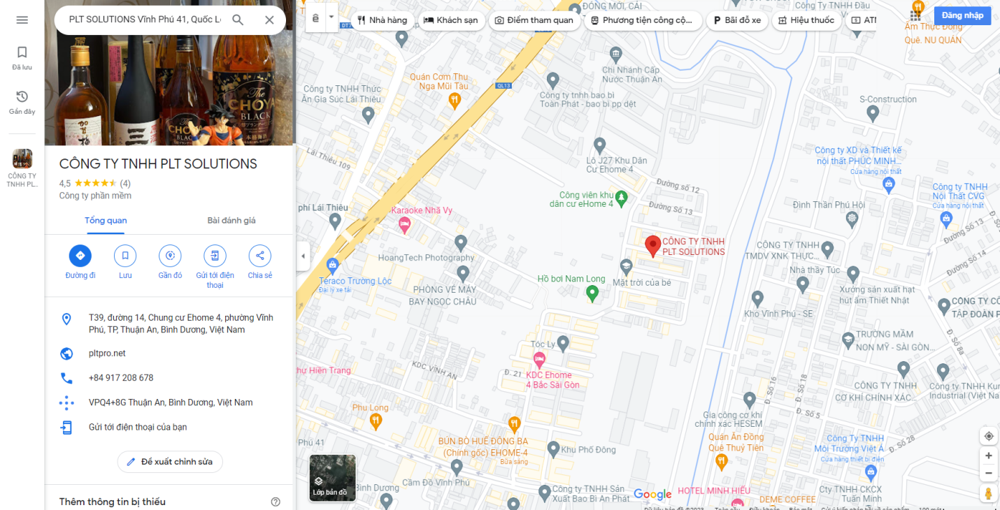 PLT SOLUTIONS Vĩnh Phú 41, Quốc Lộ
Đã lưu
Gần đây
CÔNG TY
TNHH PL...
The
CHOYA
BLACK
CÔNG TY TNHH PLT SOLUTIONS
4,5 (4)
Công ty phần mềm
Tổng quan
Bài đánh giá
Đường đi
Lưu
Gần đó
Gửi tới điện
thoại
Chia sẻ
T39, đường 14, Chung cư Ehome 4, phường Vĩnh
Phú, TP, Thuận An, Bình Dương, Việt Nam
pltpro.net
+84 917 208 678
VPQ4+8G Thuận An, Bình Dương, Việt Nam
Gửi tới điện thoại của bạn
Đề xuất chỉnh sửa
Thêm thông tin bị thiếu
Nhà hàng
Khách sạn
Điểm tham quan
Phương tiện công cộ...
Bãi đỗ xe
Hiệu thuốc
ATM
Đăng nhập
ĐÔNG MỚI, CẢI
Công ty TNHH Đầu
Ẩm Thực Đồng
Quê. NU QUÁN
Quán Cơm Thu
Nga Mũi Tàu
QL13
Chi Nhánh Cấp
Nước Thuận An
Công ty TNHH Thức
Ăn Gia Súc Lái Thiêu
Công ty tnhh bao bì
Toàn Phát - bao bì pp dệt
S-Construction
Lái Thiêu 109
Lô J27 Khu Dân
Cư Ehome 4
Công ty XD và Thiết kế
nội thất PHÚC MINH...
Cửa hàng nội thất
Đường số 12
Công ty TNHH
Nội Thất CVG
Cửa hàng nội thất
Công viên khu
dân cư eHome 4
Đường Số 13
Đình Thần Phú Hội
phí Lái Thiêu
Karaoke Nhã Vy
Đường Số 13
CÔNG TY TNHH
PLT SOLUTIONS
CÔNG TY TNHH
TMDV XNK THỰC...
HoangTech Photography
Đường Số 14
Nhà thầy Túc
Teraco Trường Lộc
Đại lý xe tải
Hồ bơi Nam Long
Mặt trời của bé
PHÒNG VÉ MÁY
BAY NGỌC CHÂU
Xưởng sản xuất hạt
hút ẩm Thiết Nhật
Kho Vĩnh Phú - SE
CÔNG TY CỔ
TẬP ĐOÀN P
TRƯỜNG MẦM
NON MỸ - SÀI GÒN...
Đ. Số 8a
Tóc Ly
KDC VĨNH AN
Đ. 21
KDC Ehome
4 Bắc Sài Gòn
thự Hiền Trang
Đ. Số 16
Đ. Số 18
CÔNG TY TNHH
CƠ KHÍ CHÍNH XÁC...
Công ty TNHH Kum
Industrial (Việt Na
Phu Long
Gia công cơ khí
chính xác HESEM
Đ. Số 5
Phú 41
BÚN BÒ HUẾ ĐÔNG BA
(Chính gốc) EHOME-4
Bữa sáng
Khu Phố Đông
Quán Ăn Đồng
Quê Thuỷ Tiên
Công Ty TNHH
Môi Trường Việt Á
Cửa hàng thiết bị điện
Đ. Số 28
Lớp bản đồ
Bình Dương
Cầm Đồ Vĩnh Phú
Công ty TNHH Sản
Xuất Bao Bì An Phát
Google
HOTEL MINH HIẾU
DEME COFFEE
Cty TNHH CKCX
Tuấn Minh